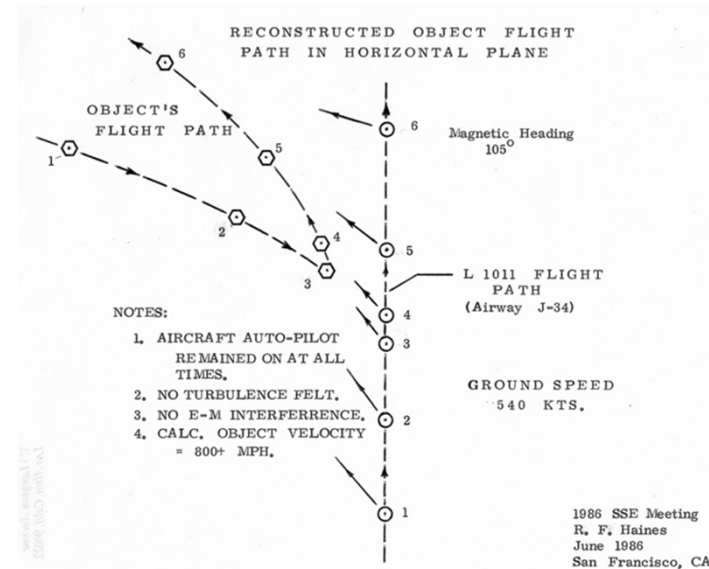 RECONSTRUCTED OBJECT FLIGHT
PATH IN HORIZONTAL PLANE
6
OBJECT'S
FLIGHT PATH
6
Magnetic Heading
105°
1
5
2
4
5
3
L 1011 FLIGHT
PATH
(Airway J-34)
4
3
NOTES:
1. AIRCRAFT AUTO-PILOT
REMAINED ON AT ALL
TIMES.
2. NO TURBULENCE FELT.
3. NO E-M INTERFERRENCE.
4. CALC. OBJECT VELOCITY
= 800+ MPH.
GROUND SPEED
540 KTS.
2
1
1986 SSE Meeting
R. F. Haines
June 1986
San Francisco, CA